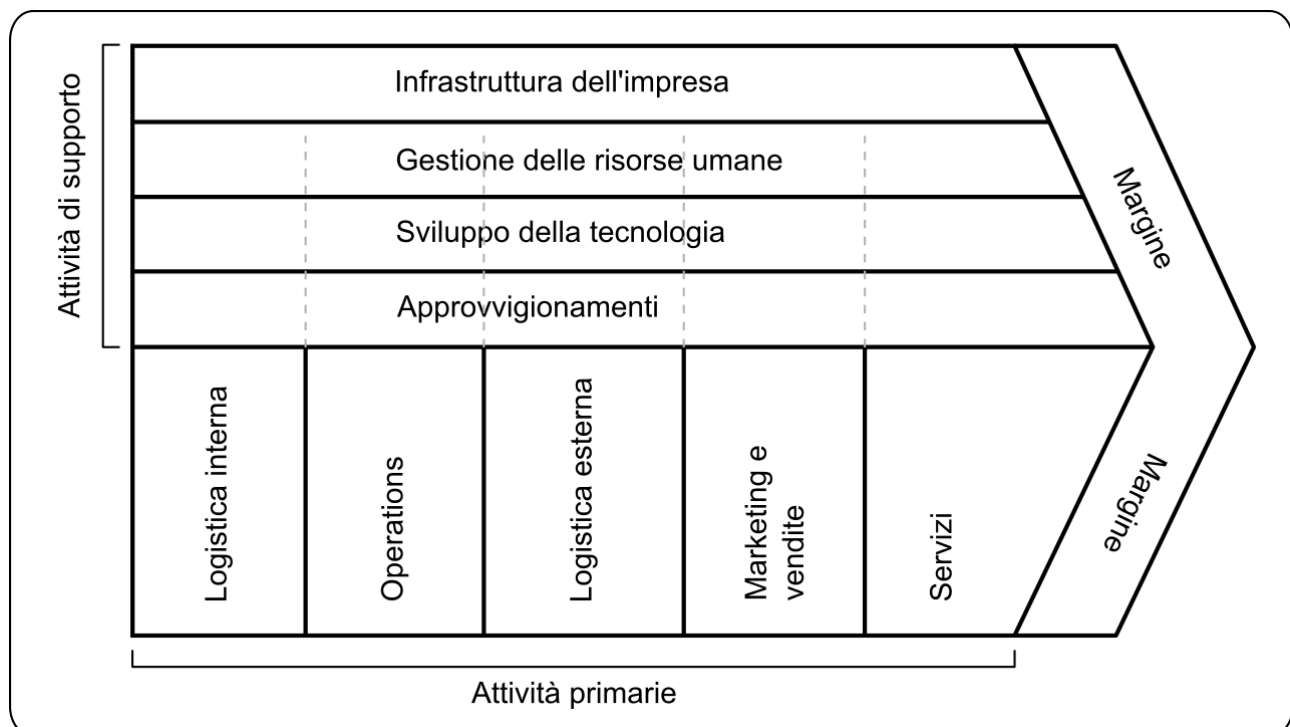 Attività di supporto
Infrastruttura dell'impresa
Gestione delle risorse umane
Sviluppo della tecnologia
Approvvigionamenti
Margine
Logistica interna
Operations
Logistica esterna
Marketing e
vendite
Servizi
Margine
Attività primarie